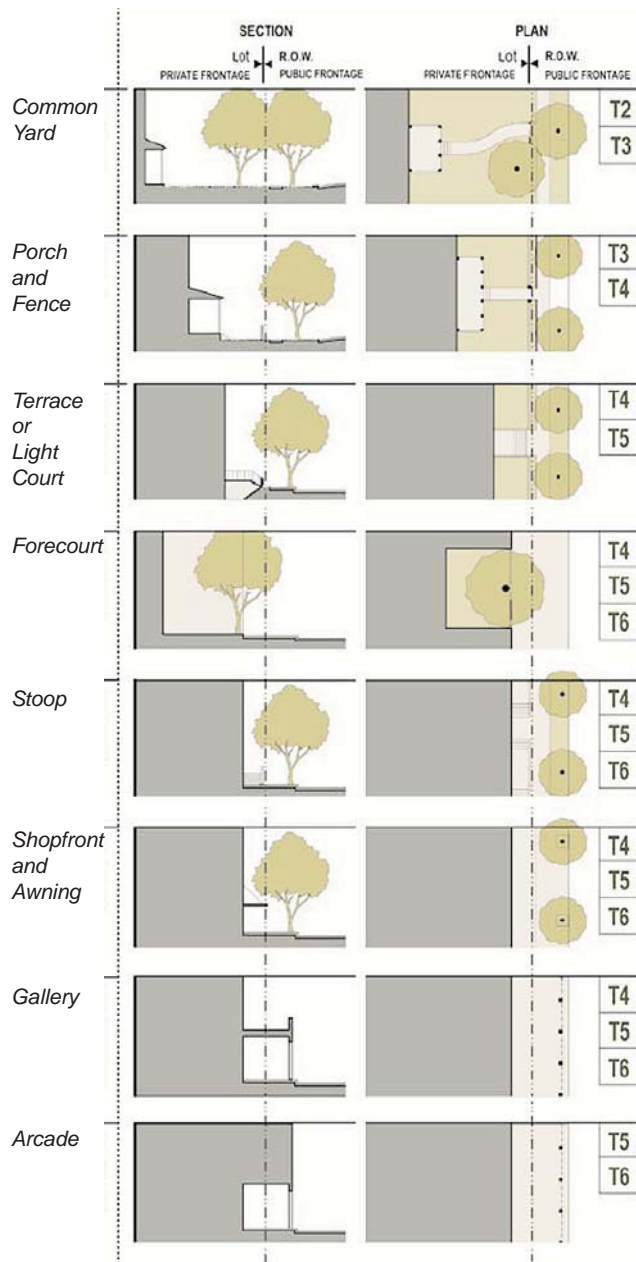 SECTION PLAN
Lot R.O.W. Lot R.O.W.
PRIVATE FRONTAGE PUBLIC FRONTAGE PRIVATE FRONTAGE PUBLIC FRONTAGE
Common
Yard
T2
T3
Porch
and
Fence
T3
T4
Terrace
or
Light
Court
T4
T5
Forecourt
T4
T5
T6
Stoop
T4
T5
T6
Shopfront
and
Awning
T4
T5
T6
Gallery
T4
T5
T6
Arcade
T5
T6